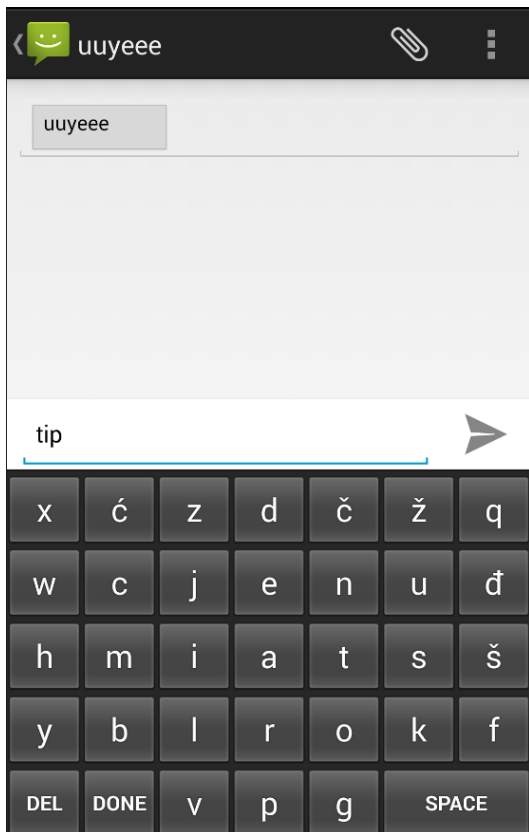 uuyeee
uuyeee
tip
x ć z d č ž q
w c j e n u đ
h m i a t s š
y b l r o k f
DEL DONE v p g SPACE